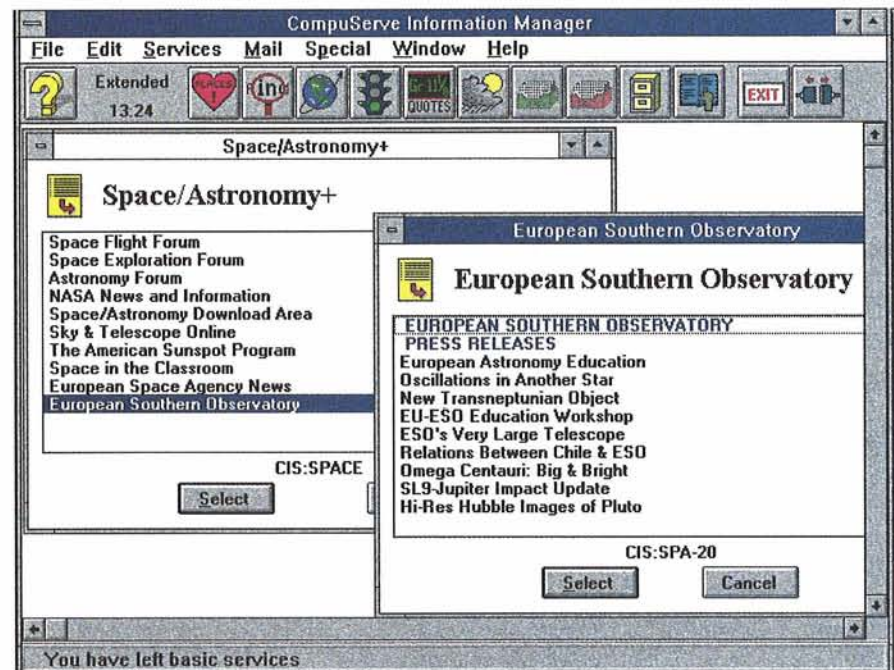 CompuServe Information Manager
File Edit Services Mail Special Window Help
Extended
13:24
PLACES
!
QUOTES
EXIT
Space/Astronomy+
Space/Astronomy+
Space Flight Forum
Space Exploration Forum
Astronomy Forum
NASA News and Information
Space/Astronomy Download Area
Sky & Telescope Online
The American Sunspot Program
Space in the Classroom
European Space Agency News
European Southern Observatory
CIS:SPACE
Select
European Southern Observatory
European Southern Observatory
EUROPEAN SOUTHERN OBSERVATORY
PRESS RELEASES
European Astronomy Education
Oscillations in Another Star
New Transneptunian Object
EU-ESO Education Workshop
ESO's Very Large Telescope
Relations Between Chile & ESO
Omega Centauri: Big & Bright
SL9-Jupiter Impact Update
Hi-Res Hubble Images of Pluto
CIS:SPA-20
Select Cancel
You have left basic services